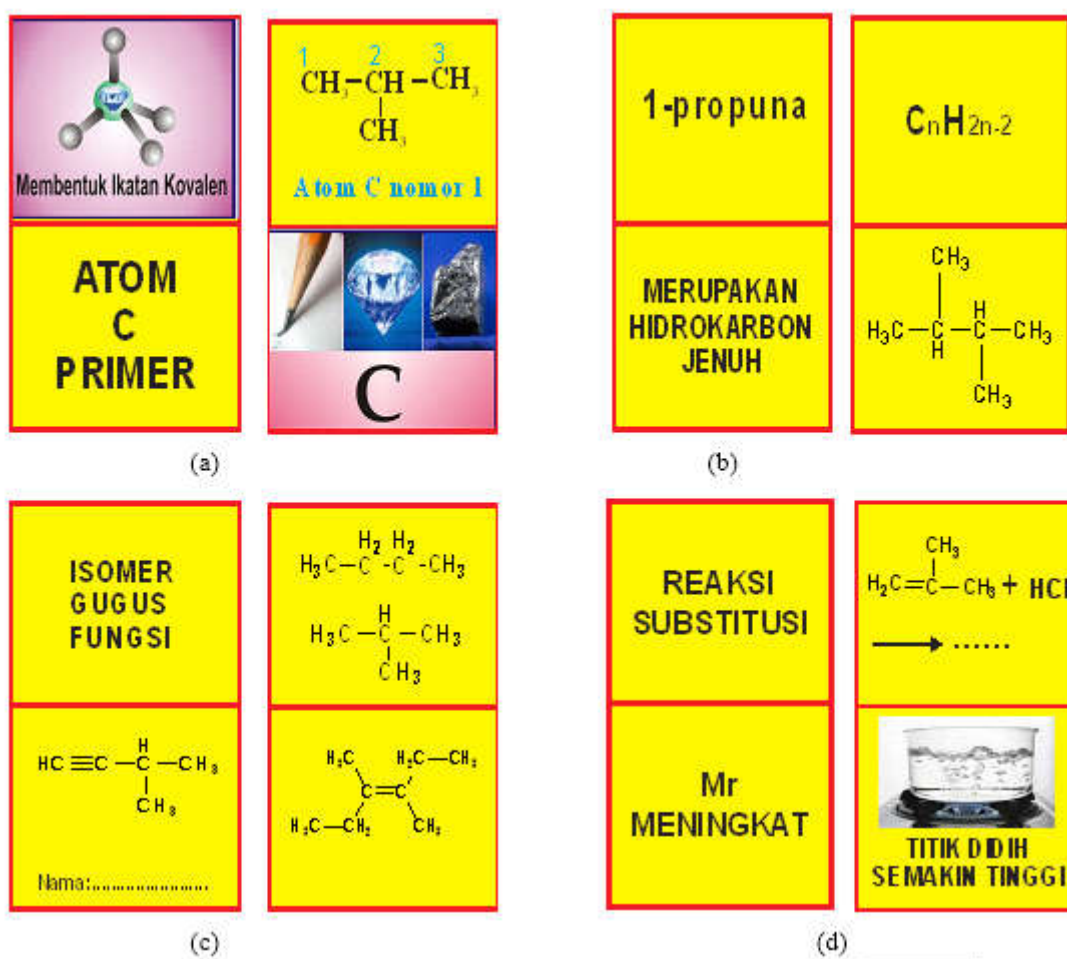 Membentuk Ikatan Kovalen
1 2 3
CH₃–CH–CH₃
CH₃
Atom C nomor 1
ATOM
C
PRIMER
C
(a)
1-propuna
CnH2n-2
MERUPAKAN
HIDROKARBON
JENUH
CH₃
H
H₃C–C–C–CH₃
H
CH₃
(b)
ISOMER
GUGUS
FUNGSI
H₂ H₂
H₃C–C-C-CH₃
H
H₃C–C–CH₃
CH₃
H
HC≡C–C–CH₃
CH₃
Nama:........................
H₃C H₂C–CH₃
C=C
H₃C–CH₂ CH₃
(c)
REAKSI
SUBSTITUSI
CH₃
H₂C=C–CH₃ + HCl
→ ......
Mr
MENINGKAT
TITIK DIDIH
SEMAKIN TINGGI
(d)